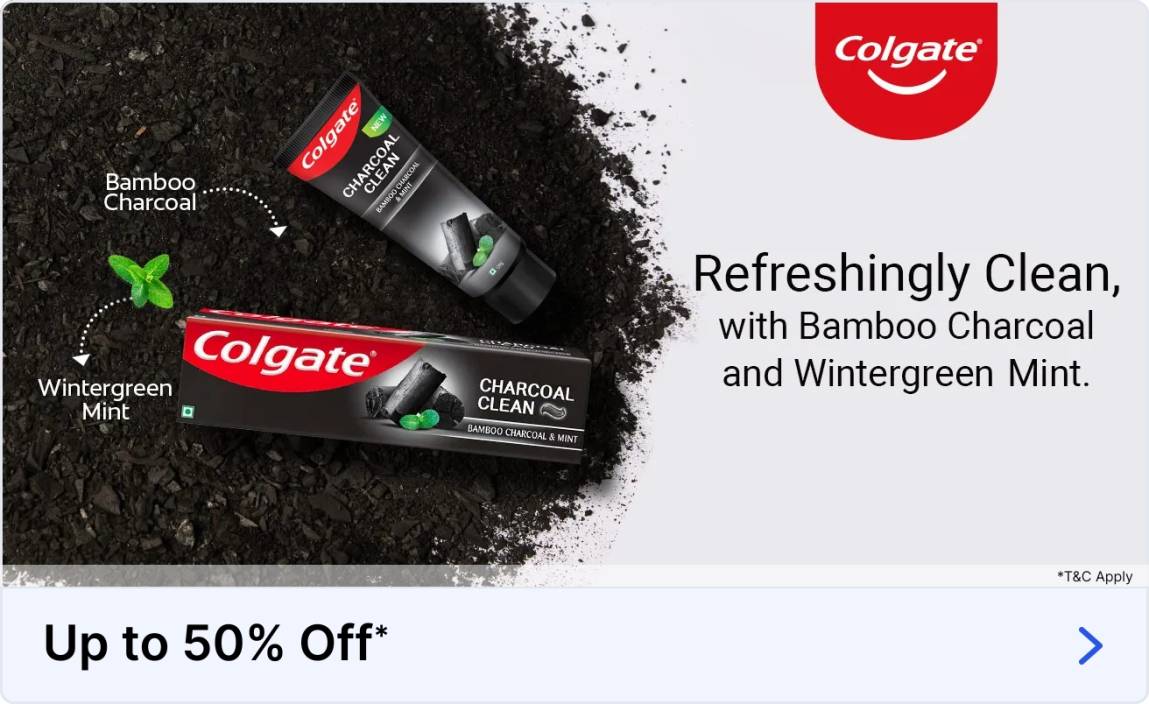 Colgate
Refreshingly Clean,
with Bamboo Charcoal
and Wintergreen Mint.
Bamboo
Charcoal
Wintergreen
Mint
Colgate
NEW
CHARCOAL
CLEAN
BAMBOO CHARCOAL
& MINT
Colgate
CHARCOAL
CLEAN
BAMBOO CHARCOAL & MINT
*T&C Apply
Up to 50% Off*